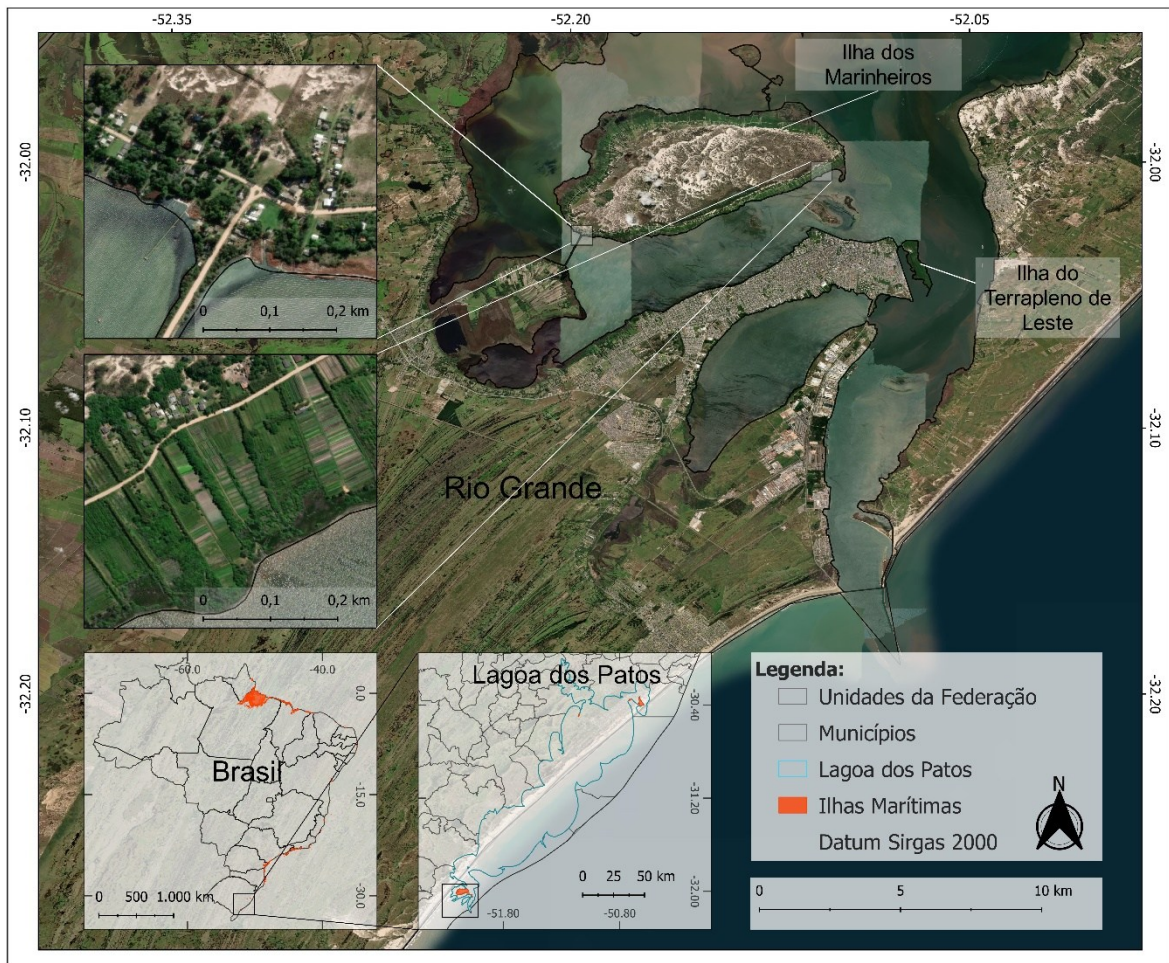 -52.35
-52.20
-52.05
Ilha dos
Marinheiros
-32.00
-32.00
Ilha do
Terrapleno de
Leste
0 0,1 0,2 km
-32.10
-32.10
Rio Grande
0 0,1 0,2 km
-32.20
-32.20
-60.0
-40.0
0.0
-15.0
-30.0
Brasil
0 500 1.000 km
Lagoa dos Patos
-30.40
-31.20
-32.00
0 25 50 km
-51.80
-50.80
Legenda:
Unidades da Federação
Municípios
Lagoa dos Patos
Ilhas Marítimas
Datum Sirgas 2000
N
0 5 10 km